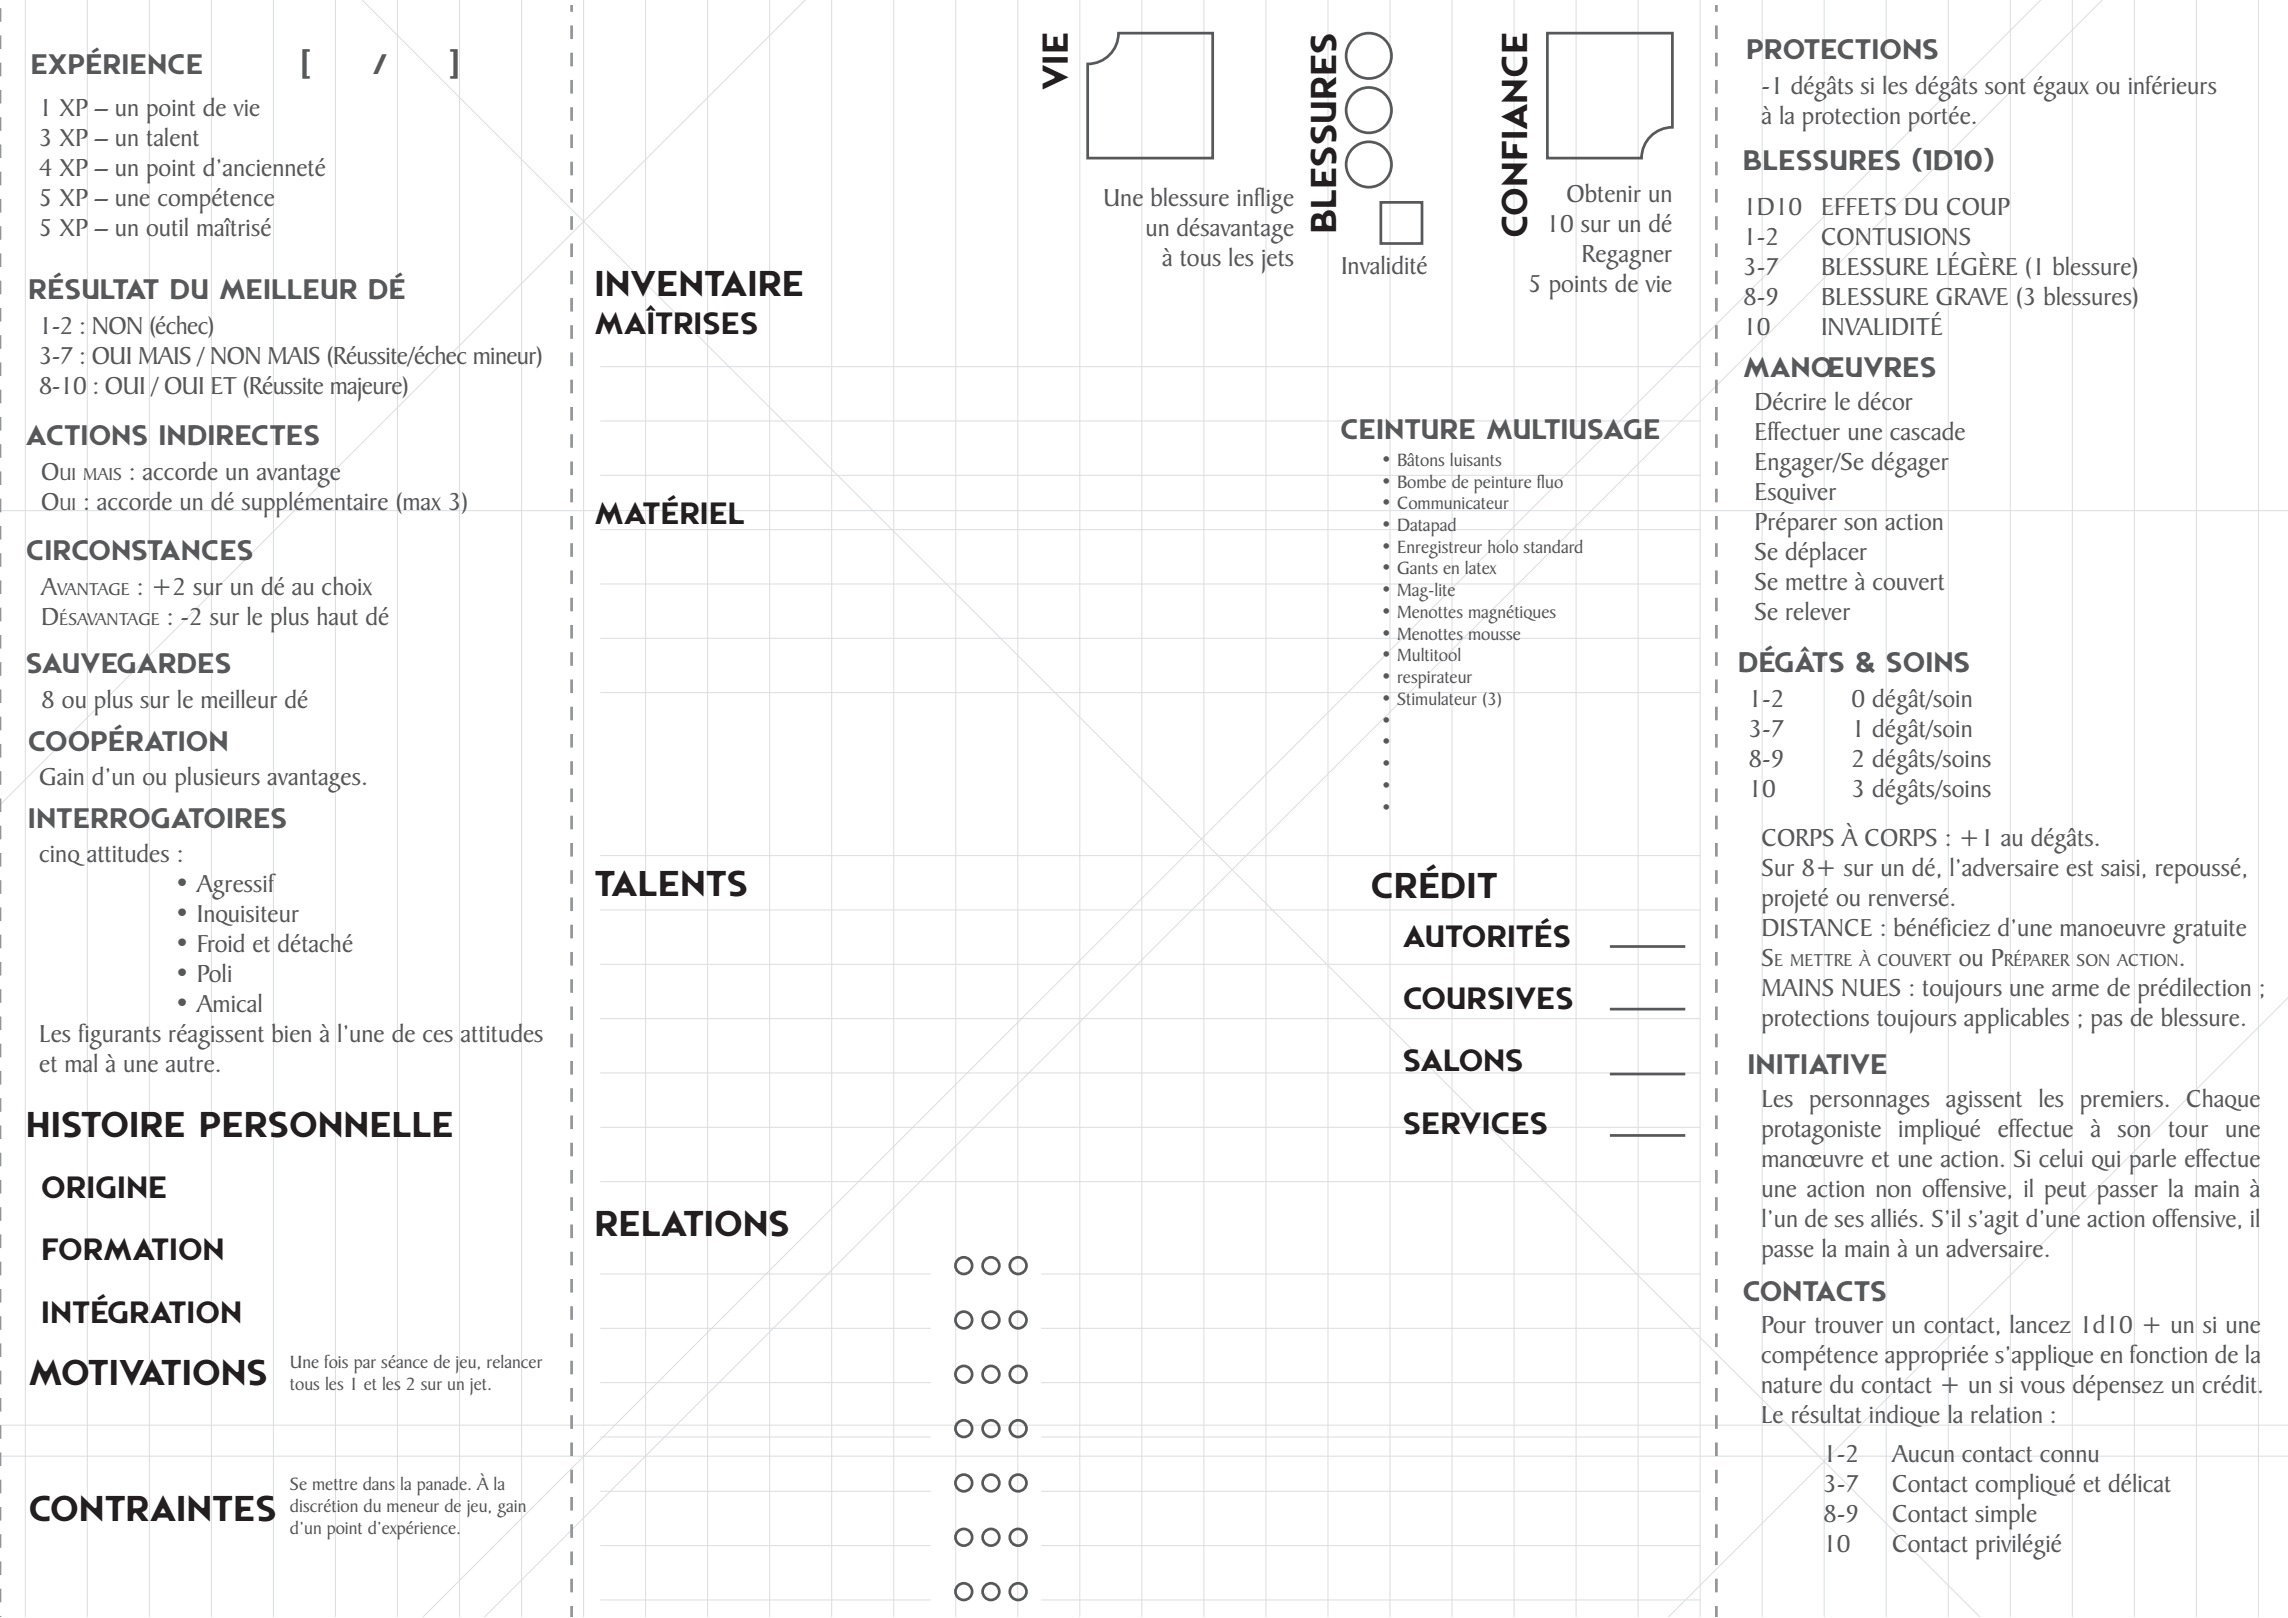 EXPÉRIENCE [ / ]
1 XP – un point de vie
3 XP – un talent
4 XP – un point d'ancienneté
5 XP – une compétence
5 XP – un outil maîtrisé
RÉSULTAT DU MEILLEUR DÉ
1-2 : NON (échec)
3-7 : OUI MAIS / NON MAIS (Réussite/échec mineur)
8-10 : OUI / OUI ET (Réussite majeure)
ACTIONS INDIRECTES
OUI MAIS : accorde un avantage
OUI : accorde un dé supplémentaire (max 3)
CIRCONSTANCES
AVANTAGE : +2 sur un dé au choix
DÉSAVANTAGE : -2 sur le plus haut dé
SAUVEGARDES
8 ou plus sur le meilleur dé
COOPÉRATION
Gain d'un ou plusieurs avantages.
INTERROGATOIRES
cinq attitudes :
• Agressif
• Inquisiteur
• Froid et détaché
• Poli
• Amical
Les figurants réagissent bien à l'une de ces attitudes
et mal à une autre.
HISTOIRE PERSONNELLE
ORIGINE
FORMATION
INTÉGRATION
MOTIVATIONS
Une fois par séance de jeu, relancer
tous les 1 et les 2 sur un jet.
CONTRAINTES
Se mettre dans la panade. À la
discrétion du meneur de jeu, gain
d'un point d'expérience.
VIE
Une blessure inflige
un désavantage
à tous les jets
BLESSURES
Invalidité
CONFIANCE
Obtenir un
10 sur un dé
Regagner
5 points de vie
INVENTAIRE
MAÎTRISES
MATÉRIEL
CEINTURE MULTIUSAGE
• Bâtons luisants
• Bombe de peinture fluo
• Communicateur
• Datapad
• Enregistreur holo standard
• Gants en latex
• Mag-lite
• Menottes magnétiques
• Menottes mousse
• Multitool
• respirateur
• Stimulateur (3)
•
•
•
•
•
TALENTS
CRÉDIT
AUTORITÉS
COURSIVES
SALONS
SERVICES
RELATIONS
PROTECTIONS
-1 dégâts si les dégâts sont égaux ou inférieurs
à la protection portée.
BLESSURES (1D10)
1D10 EFFETS DU COUP
1-2 CONTUSIONS
3-7 BLESSURE LÉGÈRE (1 blessure)
8-9 BLESSURE GRAVE (3 blessures)
10 INVALIDITÉ
MANŒUVRES
Décrire le décor
Effectuer une cascade
Engager/Se dégager
Esquiver
Préparer son action
Se déplacer
Se mettre à couvert
Se relever
DÉGÂTS & SOINS
1-2 0 dégât/soin
3-7 1 dégât/soin
8-9 2 dégâts/soins
10 3 dégâts/soins
CORPS À CORPS : +1 au dégâts.
Sur 8+ sur un dé, l'adversaire est saisi, repoussé,
projeté ou renversé.
DISTANCE : bénéficiez d'une manoeuvre gratuite
SE METTRE À COUVERT ou PRÉPARER SON ACTION.
MAINS NUES : toujours une arme de prédilection ;
protections toujours applicables ; pas de blessure.
INITIATIVE
Les personnages agissent les premiers. Chaque
protagoniste impliqué effectue à son tour une
manœuvre et une action. Si celui qui parle effectue
une action non offensive, il peut passer la main à
l'un de ses alliés. S'il s'agit d'une action offensive, il
passe la main à un adversaire.
CONTACTS
Pour trouver un contact, lancez 1d10 + un si une
compétence appropriée s'applique en fonction de la
nature du contact + un si vous dépensez un crédit.
Le résultat indique la relation :
1-2 Aucun contact connu
3-7 Contact compliqué et délicat
8-9 Contact simple
10 Contact privilégié